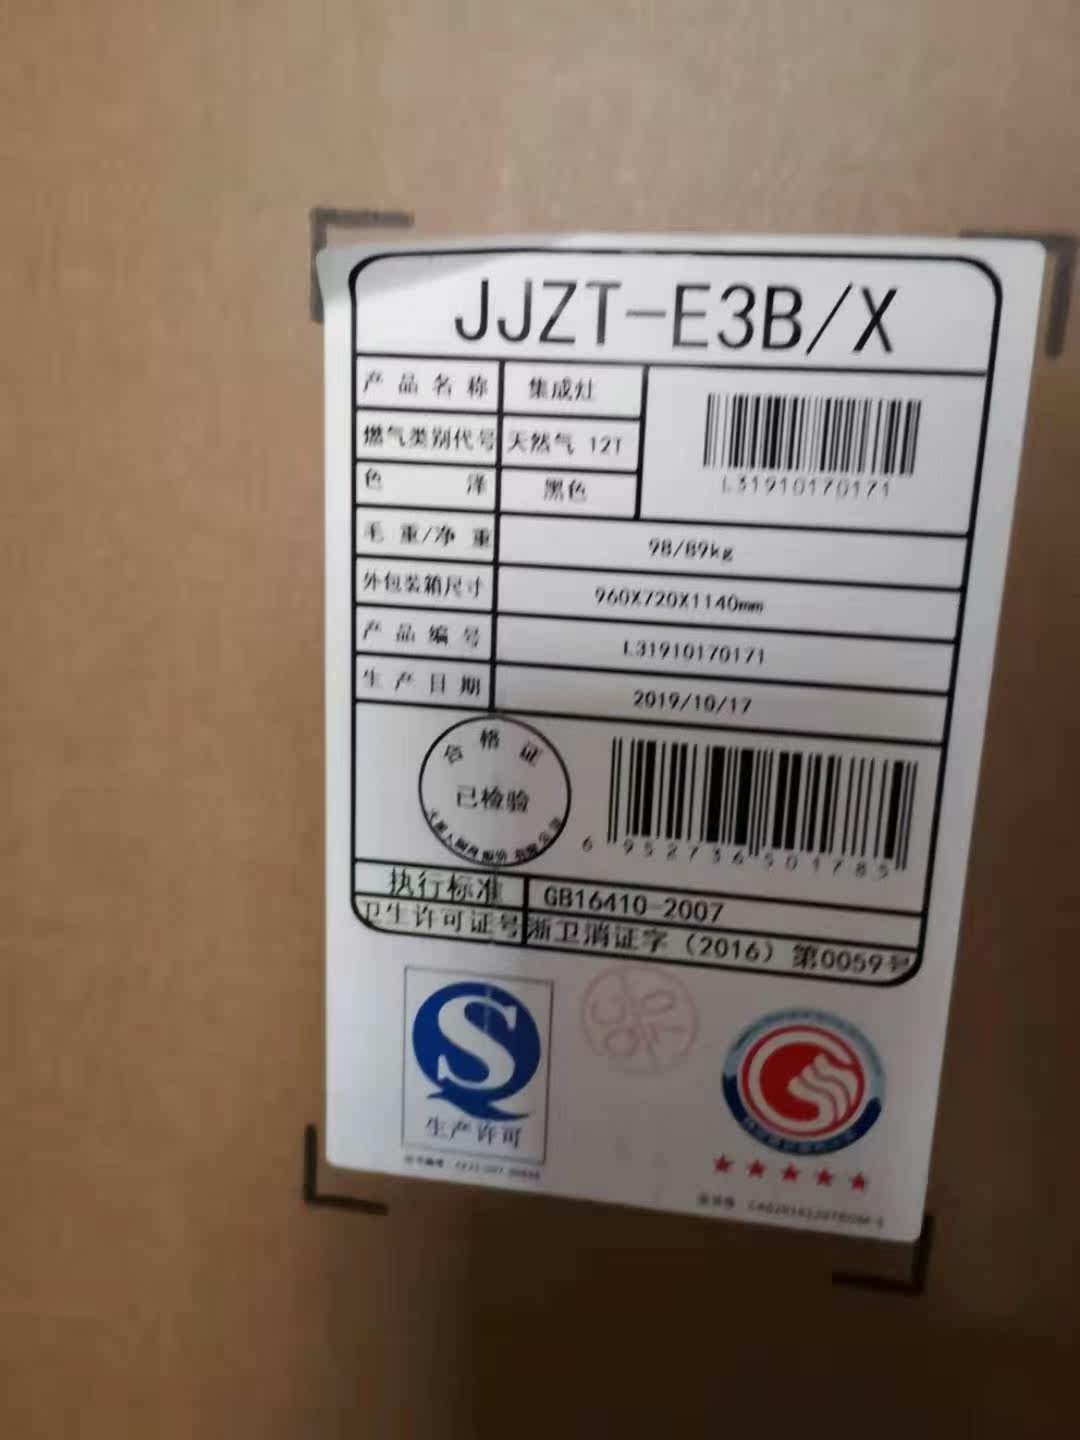 JJZT-E3B/X
产品名称 集成灶
燃气类别代号 天然气 12T
色泽 黑色
L31910170171
毛重/净重 98/89kg
外包装箱尺寸 960X720X1140mm
产品编号 L31910170171
生产日期 2019/10/17
合格证
已检验
6 952736 501785
执行标准 GB16410-2007
卫生许可证号 浙卫消证字（2016）第0059号
生产许可